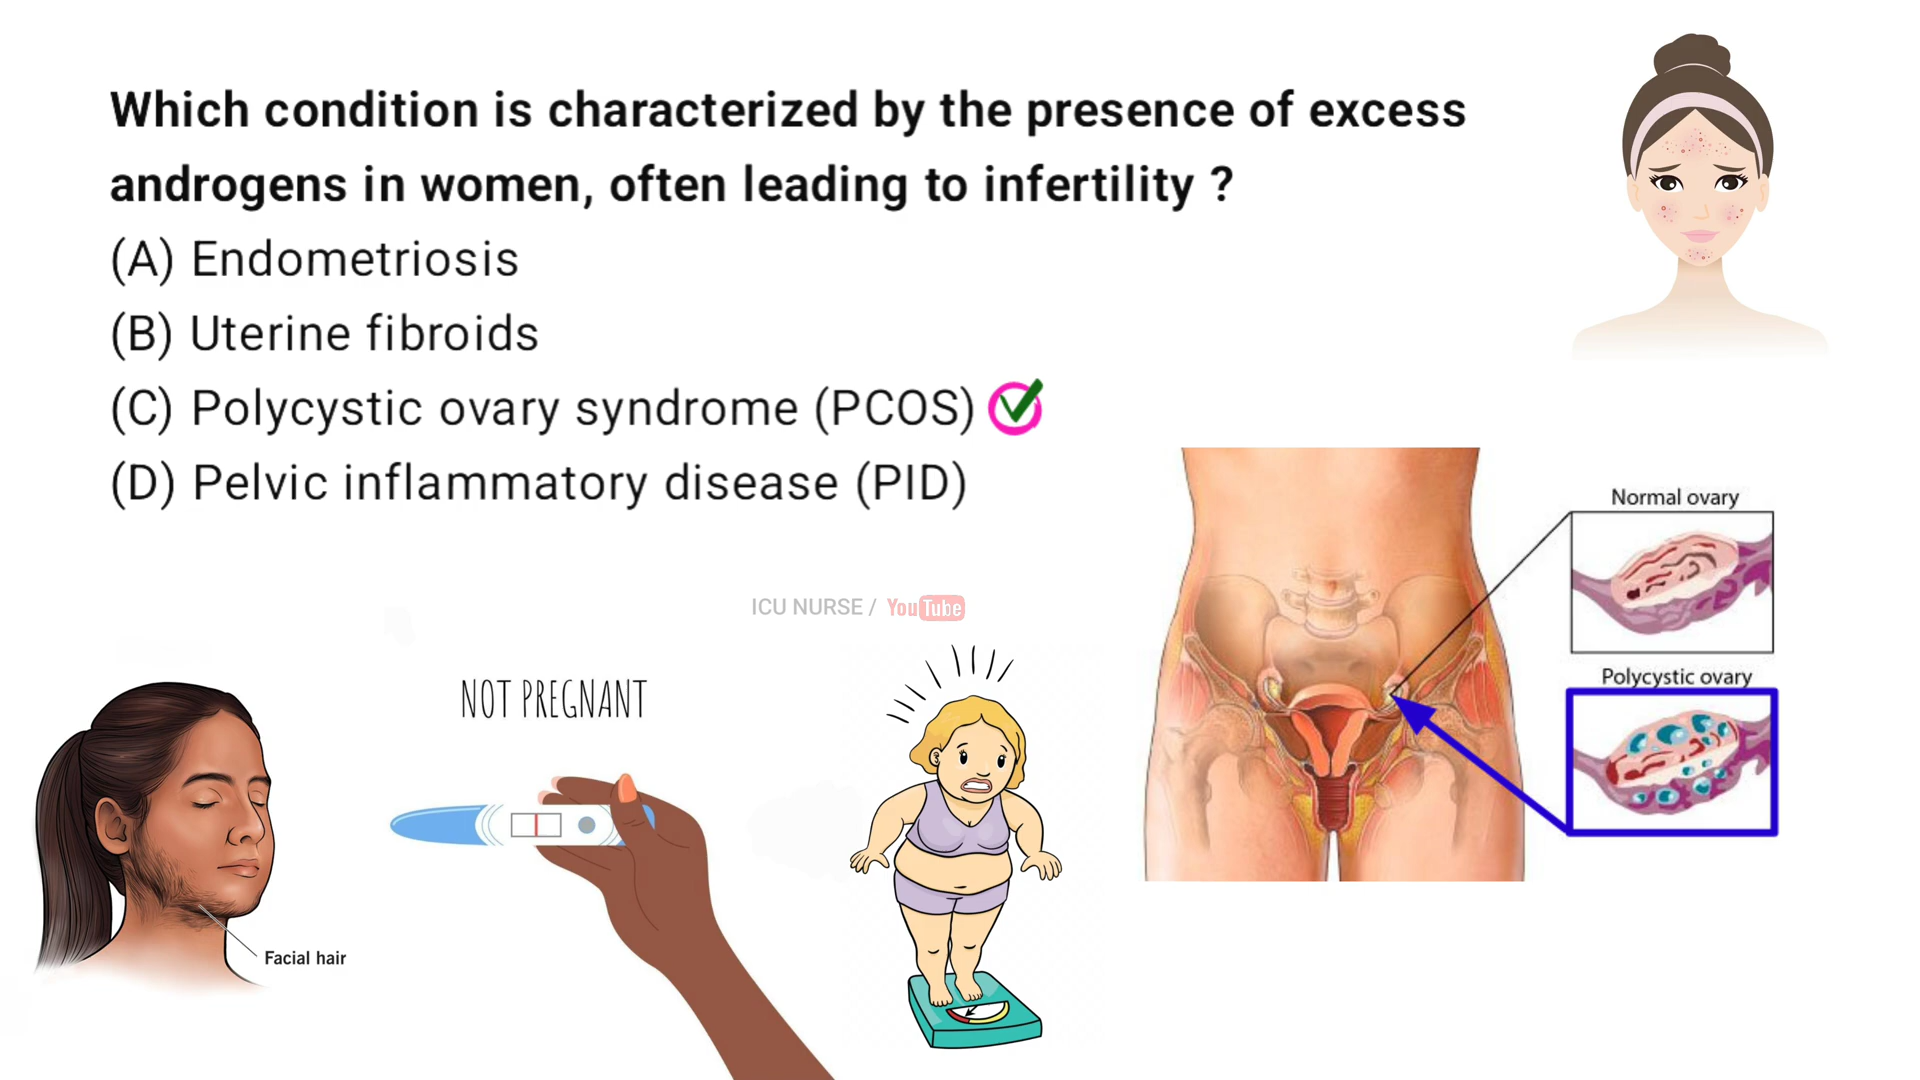 Which condition is characterized by the presence of excess
androgens in women, often leading to infertility ?
(A) Endometriosis
(B) Uterine fibroids
(C) Polycystic ovary syndrome (PCOS)
(D) Pelvic inflammatory disease (PID)
Normal ovary
Polycystic ovary
ICU NURSE / YouTube
NOT PREGNANT
Facial hair